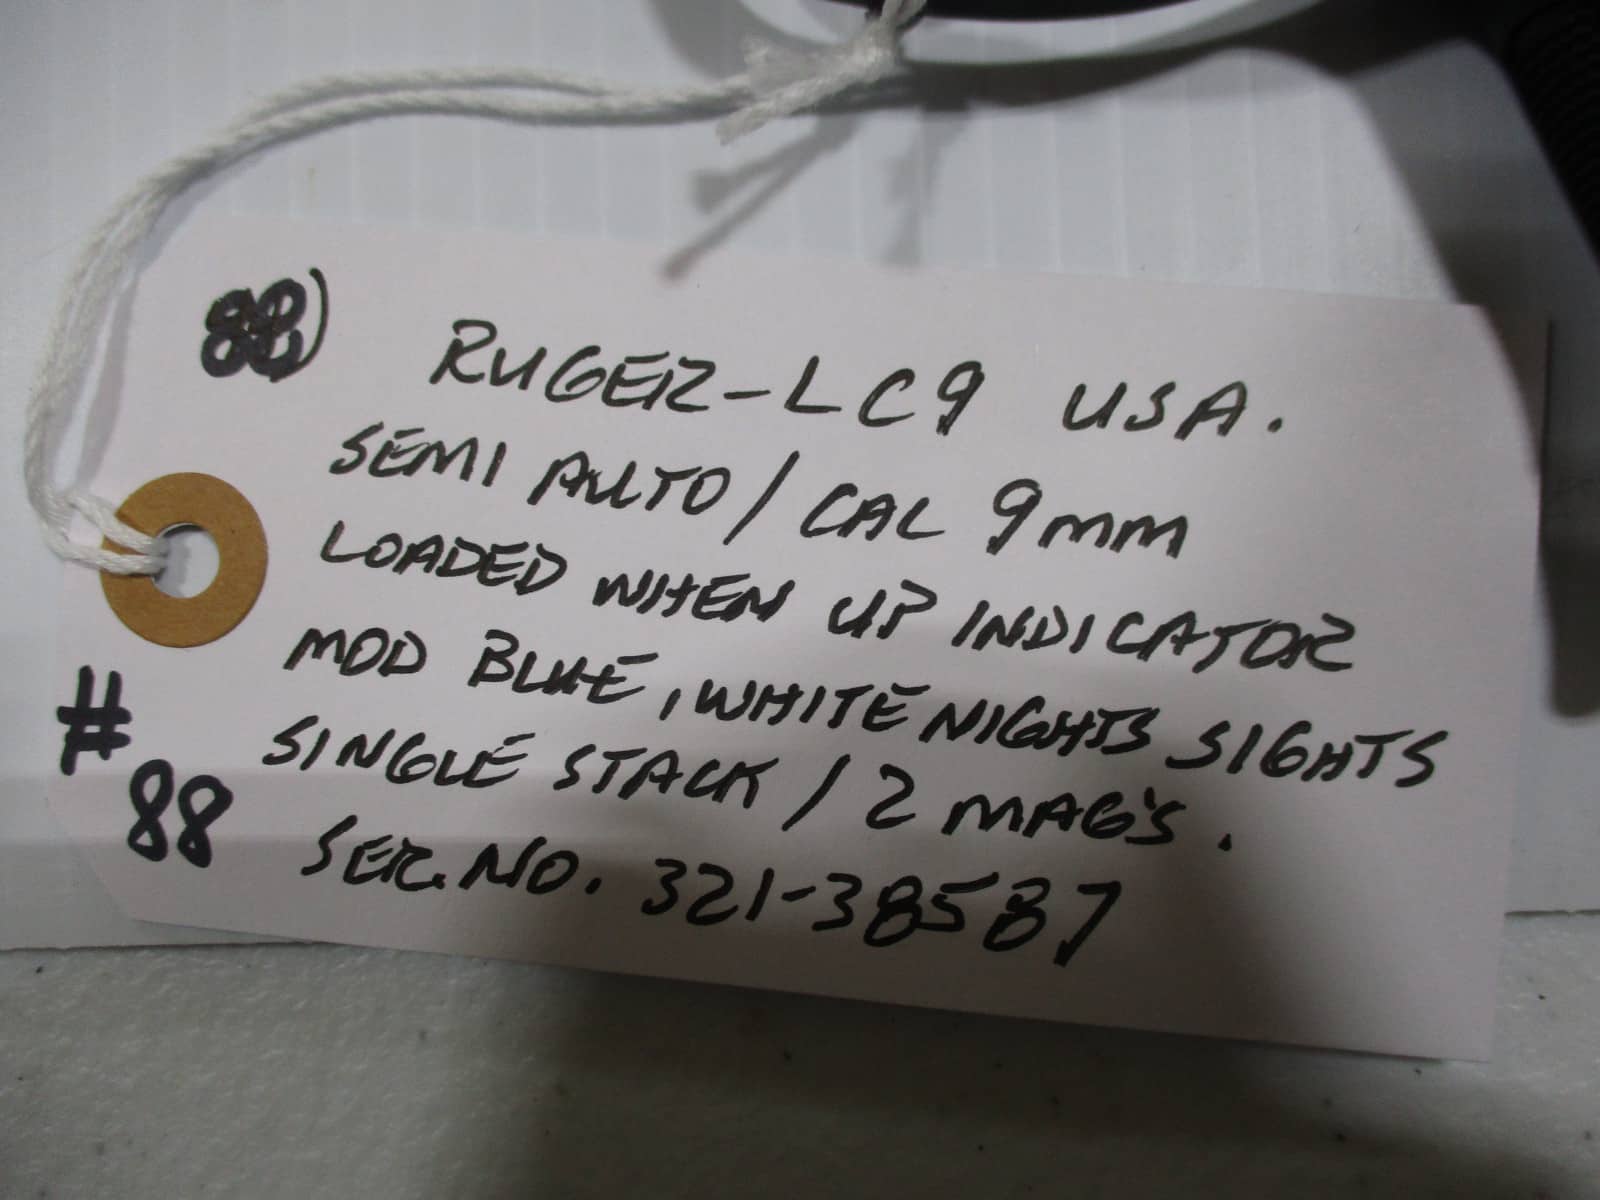 88)
RUGER-LC9 USA.
SEMI AUTO / CAL 9mm
LOADED WHEN UP INDICATOR
MOD BLUE, WHITE NIGHTS SIGHTS
SINGLE STACK / 2 MAG'S.
SER. NO. 321-38587
# 88